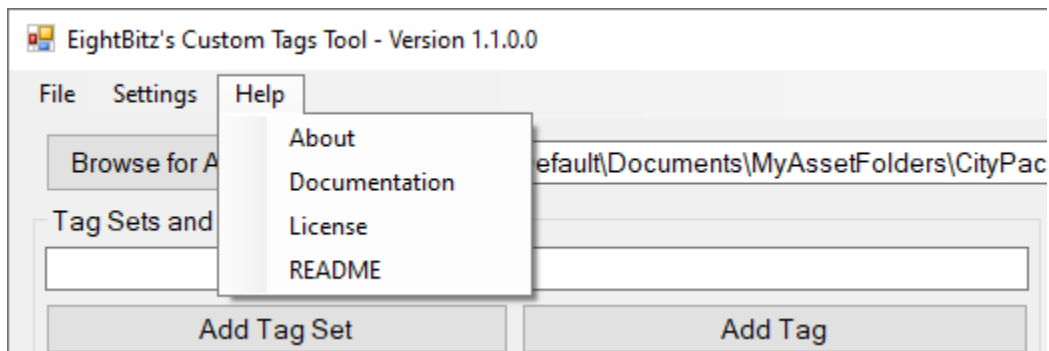 EightBitz's Custom Tags Tool - Version 1.1.0.0
File Settings Help
About
Browse for efault\Documents\MyAssetFolders\CityPac
Documentation
Tag Sets and
License
README
Add Tag Set Add Tag